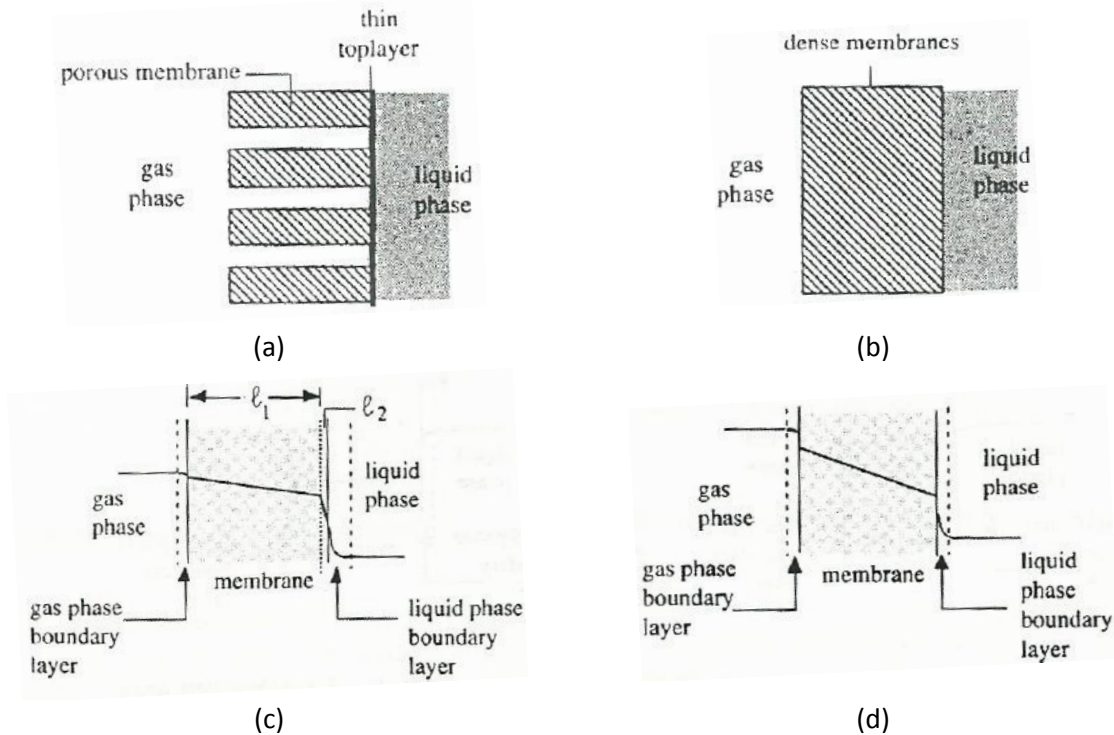 thin
toplayer
porous membrane
gas
phase
liquid
phase
(a)
dense membranes
gas
phase
liquid
phase
(b)
ℓ1
ℓ2
gas
phase
liquid
phase
membrane
gas phase
boundary
layer
liquid phase
boundary
layer
(c)
gas
phase
liquid
phase
membrane
gas phase
boundary
layer
liquid
phase
boundary
layer
(d)